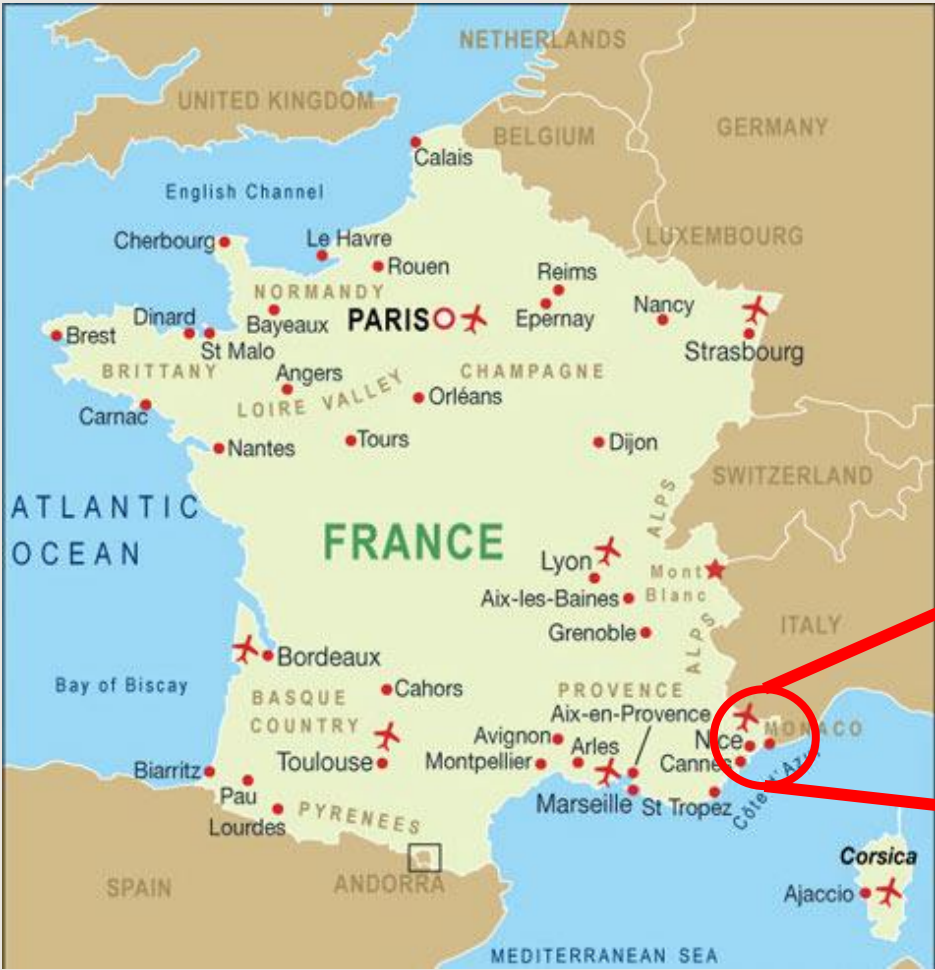 NETHERLANDS
UNITED KINGDOM
BELGIUM
GERMANY
Calais
English Channel
LUXEMBOURG
Cherbourg
Le Havre
Rouen
Reims
NORMANDY
Nancy
Dinard
Bayeaux
PARIS
Epernay
Brest
St Malo
Strasbourg
BRITTANY
Angers
CHAMPAGNE
LOIRE VALLEY
Orléans
Carnac
Nantes
Tours
Dijon
SWITZERLAND
ALPS
ATLANTIC
OCEAN
FRANCE
Lyon
Mont
Blanc
Aix-les-Baines
Grenoble
ALPS
ITALY
Bordeaux
Bay of Biscay
Cahors
BASQUE
COUNTRY
PROVENCE
Aix-en-Provence
MONACO
Avignon
Arles
Nice
Toulouse
Montpellier
Cannes
Biarritz
Pau
Marseille
St Tropez
Côte d'Azur
Lourdes
PYRENEES
Corsica
SPAIN
ANDORRA
Ajaccio
MEDITERRANEAN SEA